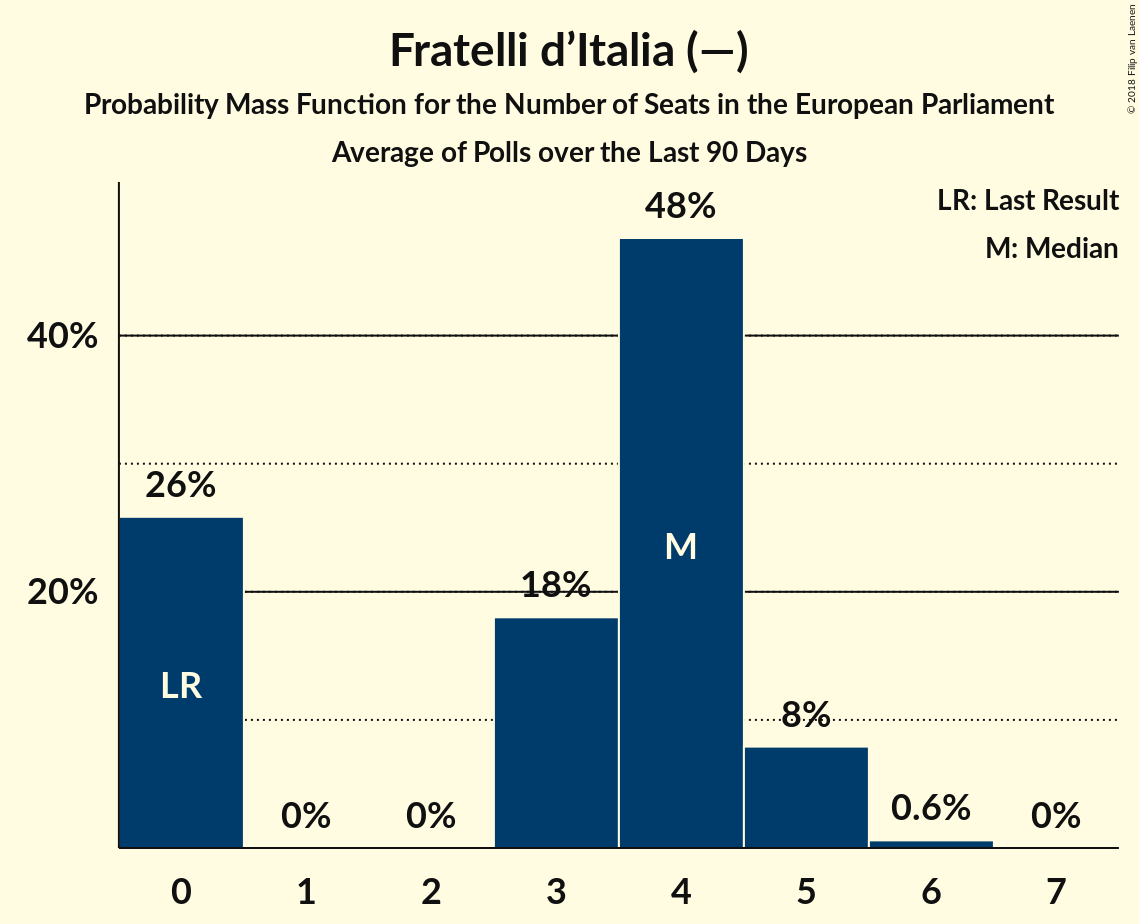 Fratelli d’Italia (—)
Probability Mass Function for the Number of Seats in the European Parliament
Average of Polls over the Last 90 Days
© 2018 Filip van Laenen
LR: Last Result
M: Median
48%
40%
26%
M
20%
18%
LR
8%
0% 0% 0.6% 0%
0 1 2 3 4 5 6 7